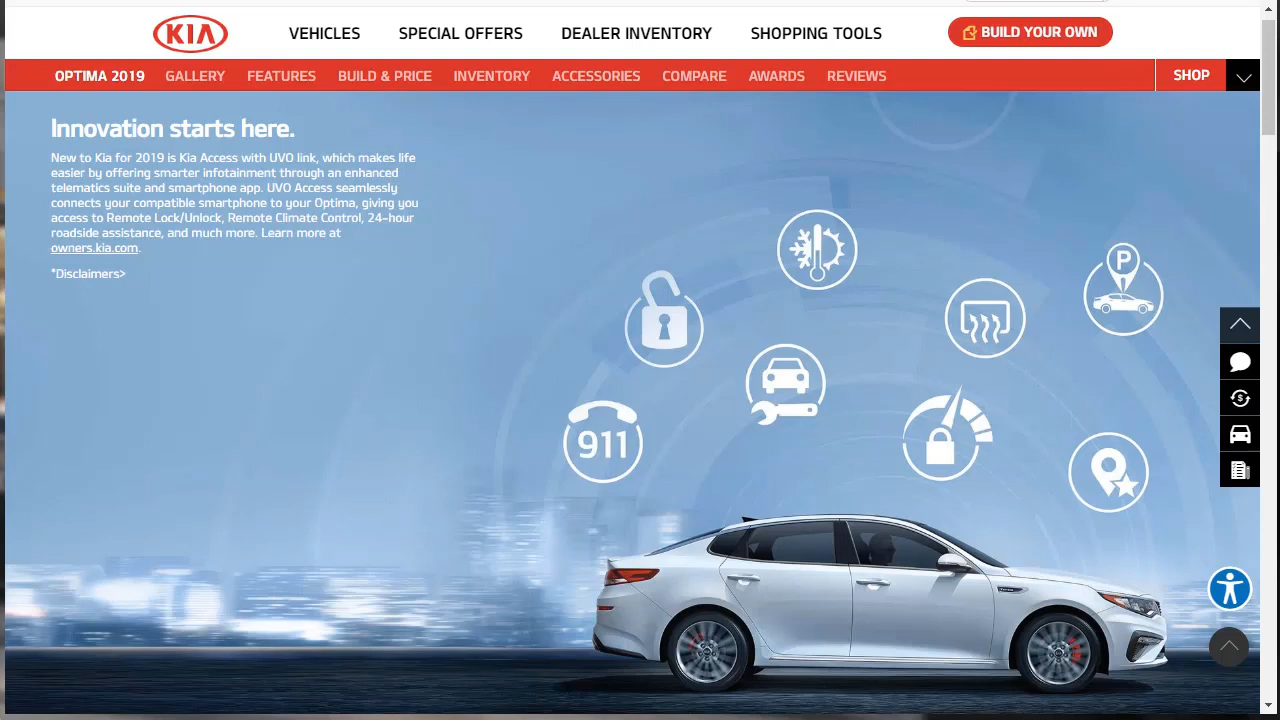 KIA
VEHICLES
SPECIAL OFFERS
DEALER INVENTORY
SHOPPING TOOLS
BUILD YOUR OWN
OPTIMA 2019
GALLERY
FEATURES
BUILD & PRICE
INVENTORY
ACCESSORIES
COMPARE
AWARDS
REVIEWS
SHOP
Innovation starts here.
New to Kia for 2019 is Kia Access with UVO link, which makes life
easier by offering smarter infotainment through an enhanced
telematics suite and smartphone app. UVO Access seamlessly
connects your compatible smartphone to your Optima, giving you
access to Remote Lock/Unlock, Remote Climate Control, 24-hour
roadside assistance, and much more. Learn more at
owners.kia.com.
*Disclaimers>
P
911
$